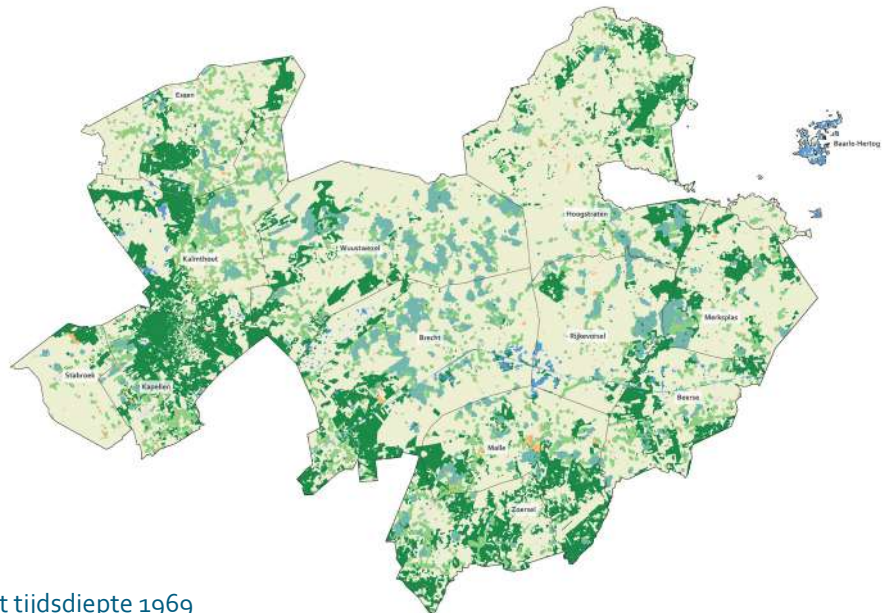 Essen
Baarle-Hertog
Hoogstraten
Wuustwezel
Kalmthout
Merksplas
Brecht
Rijkevorsel
Stabroek
Kapellen
Beerse
Malle
Zoersel
t tijdsdiepte 1969